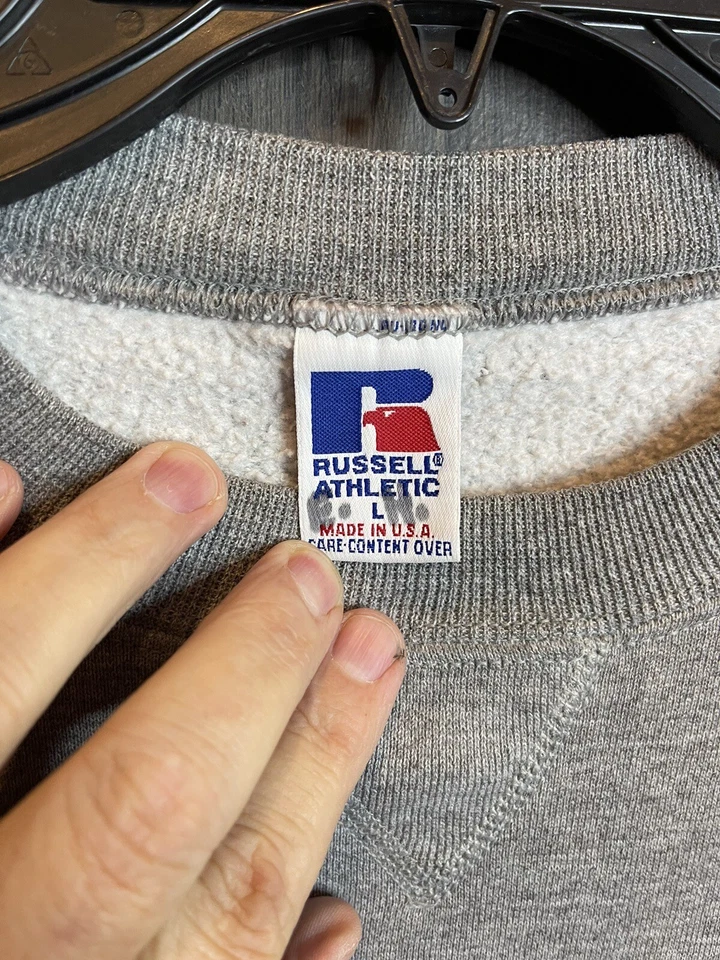 RUSSELL®
ATHLETIC
L
MADE IN U.S.A.
CARE-CONTENT OVER